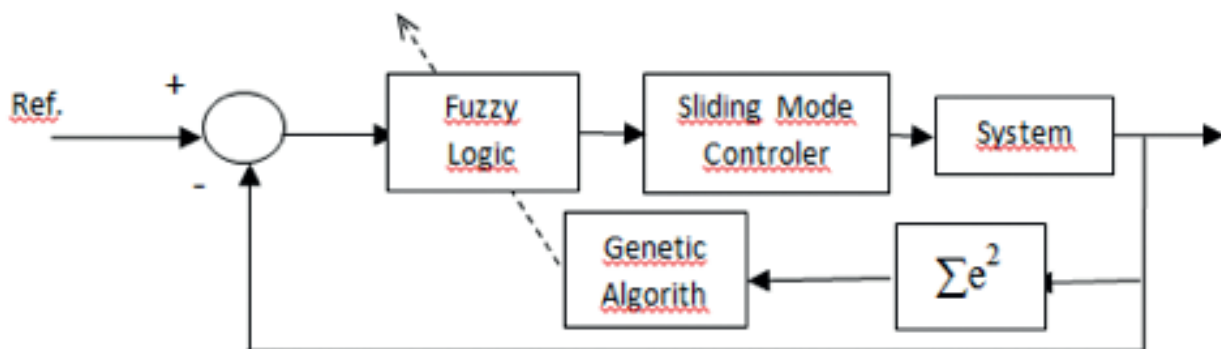 Ref.
+
-
Fuzzy
Logic
Sliding Mode
Controler
System
Genetic
Algorith
∑e²